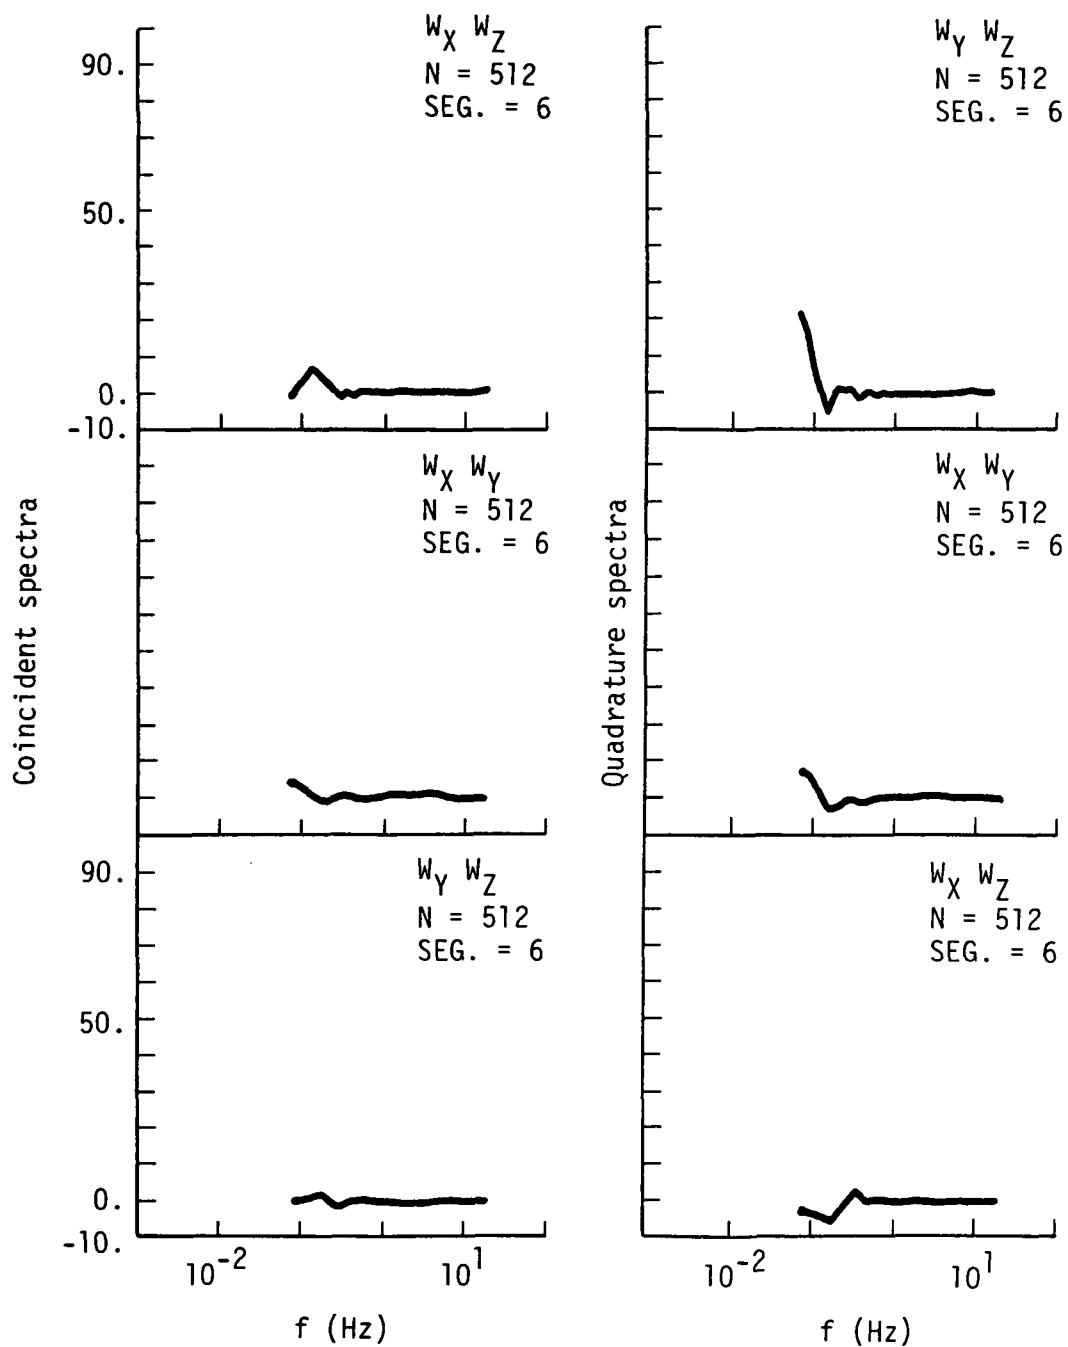 W_X W_Z
N = 512
SEG. = 6
90.
50.
0.
-10.
W_Y W_Z
N = 512
SEG. = 6
Coincident spectra
W_X W_Y
N = 512
SEG. = 6
Quadrature spectra
W_X W_Y
N = 512
SEG. = 6
90.
50.
0.
-10.
W_Y W_Z
N = 512
SEG. = 6
W_X W_Z
N = 512
SEG. = 6
10^-2
10^1
f (Hz)
10^-2
10^1
f (Hz)